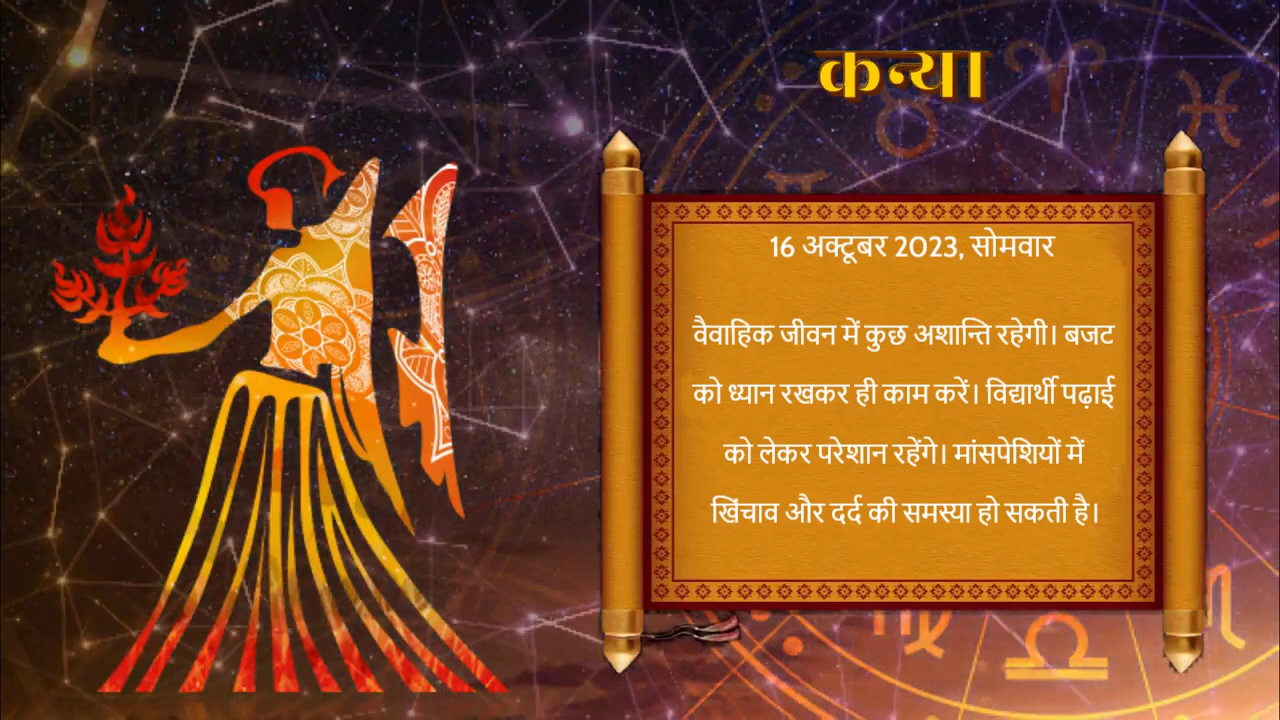 कन्या
16 अक्टूबर 2023, सोमवार
वैवाहिक जीवन में कुछ अशान्ति रहेगी। बजट
को ध्यान रखकर ही काम करें। विद्यार्थी पढ़ाई
को लेकर परेशान रहेंगे। मांसपेशियों में
खिंचाव और दर्द की समस्या हो सकती है।